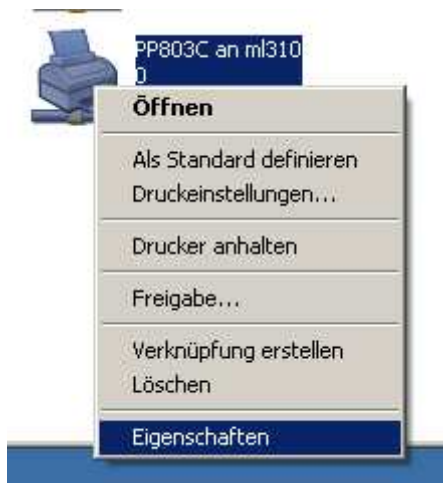 PP803C an ml310
0
Öffnen
Als Standard definieren
Druckeinstellungen...
Drucker anhalten
Freigabe...
Verknüpfung erstellen
Löschen
Eigenschaften